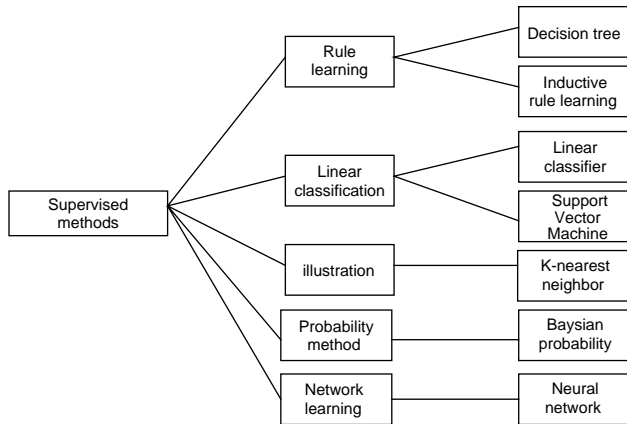 Supervised
methods
Rule
learning
Decision tree
Inductive
rule learning
Linear
classification
Linear
classifier
Support
Vector
Machine
illustration
K-nearest
neighbor
Probability
method
Baysian
probability
Network
learning
Neural
network